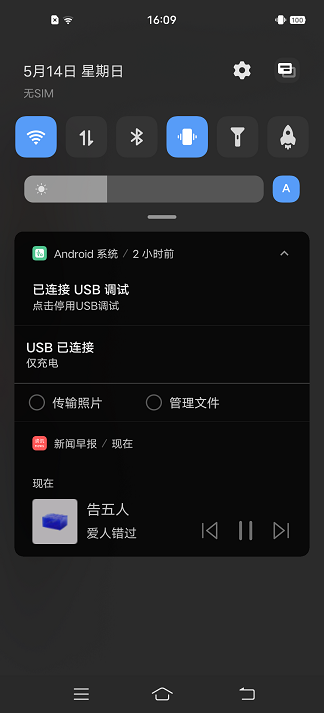 16:09
100
5月14日 星期日
无SIM
A
Android 系统 / 2 小时前
已连接 USB 调试
点击停用USB调试
USB 已连接
仅充电
传输照片
管理文件
新闻早报 / 现在
现在
告五人
爱人错过